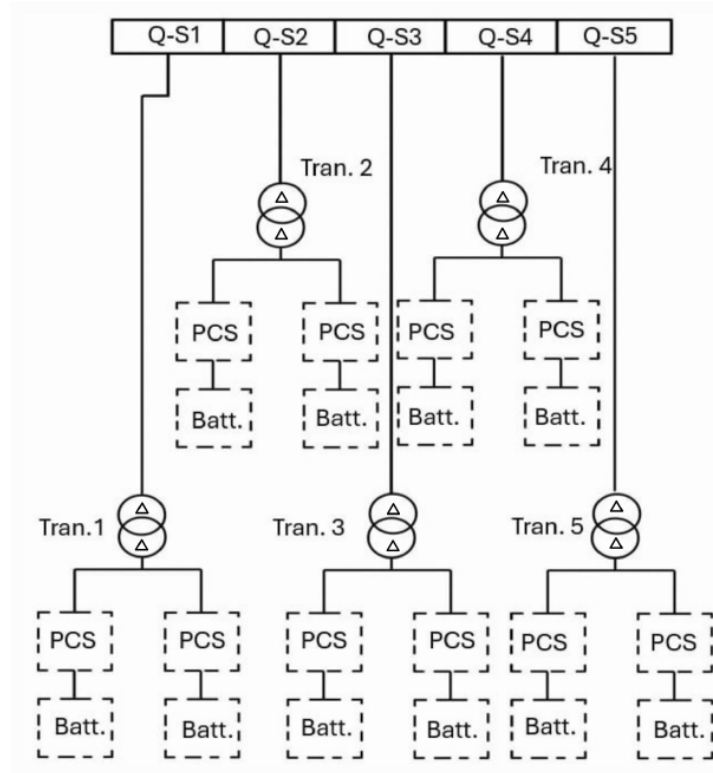 Q-S1 Q-S2 Q-S3 Q-S4 Q-S5
Tran. 2 Tran. 4
PCS PCS PCS PCS
Batt. Batt. Batt. Batt.
Tran.1 Tran. 3 Tran. 5
PCS PCS PCS PCS PCS PCS
Batt. Batt. Batt. Batt. Batt. Batt.